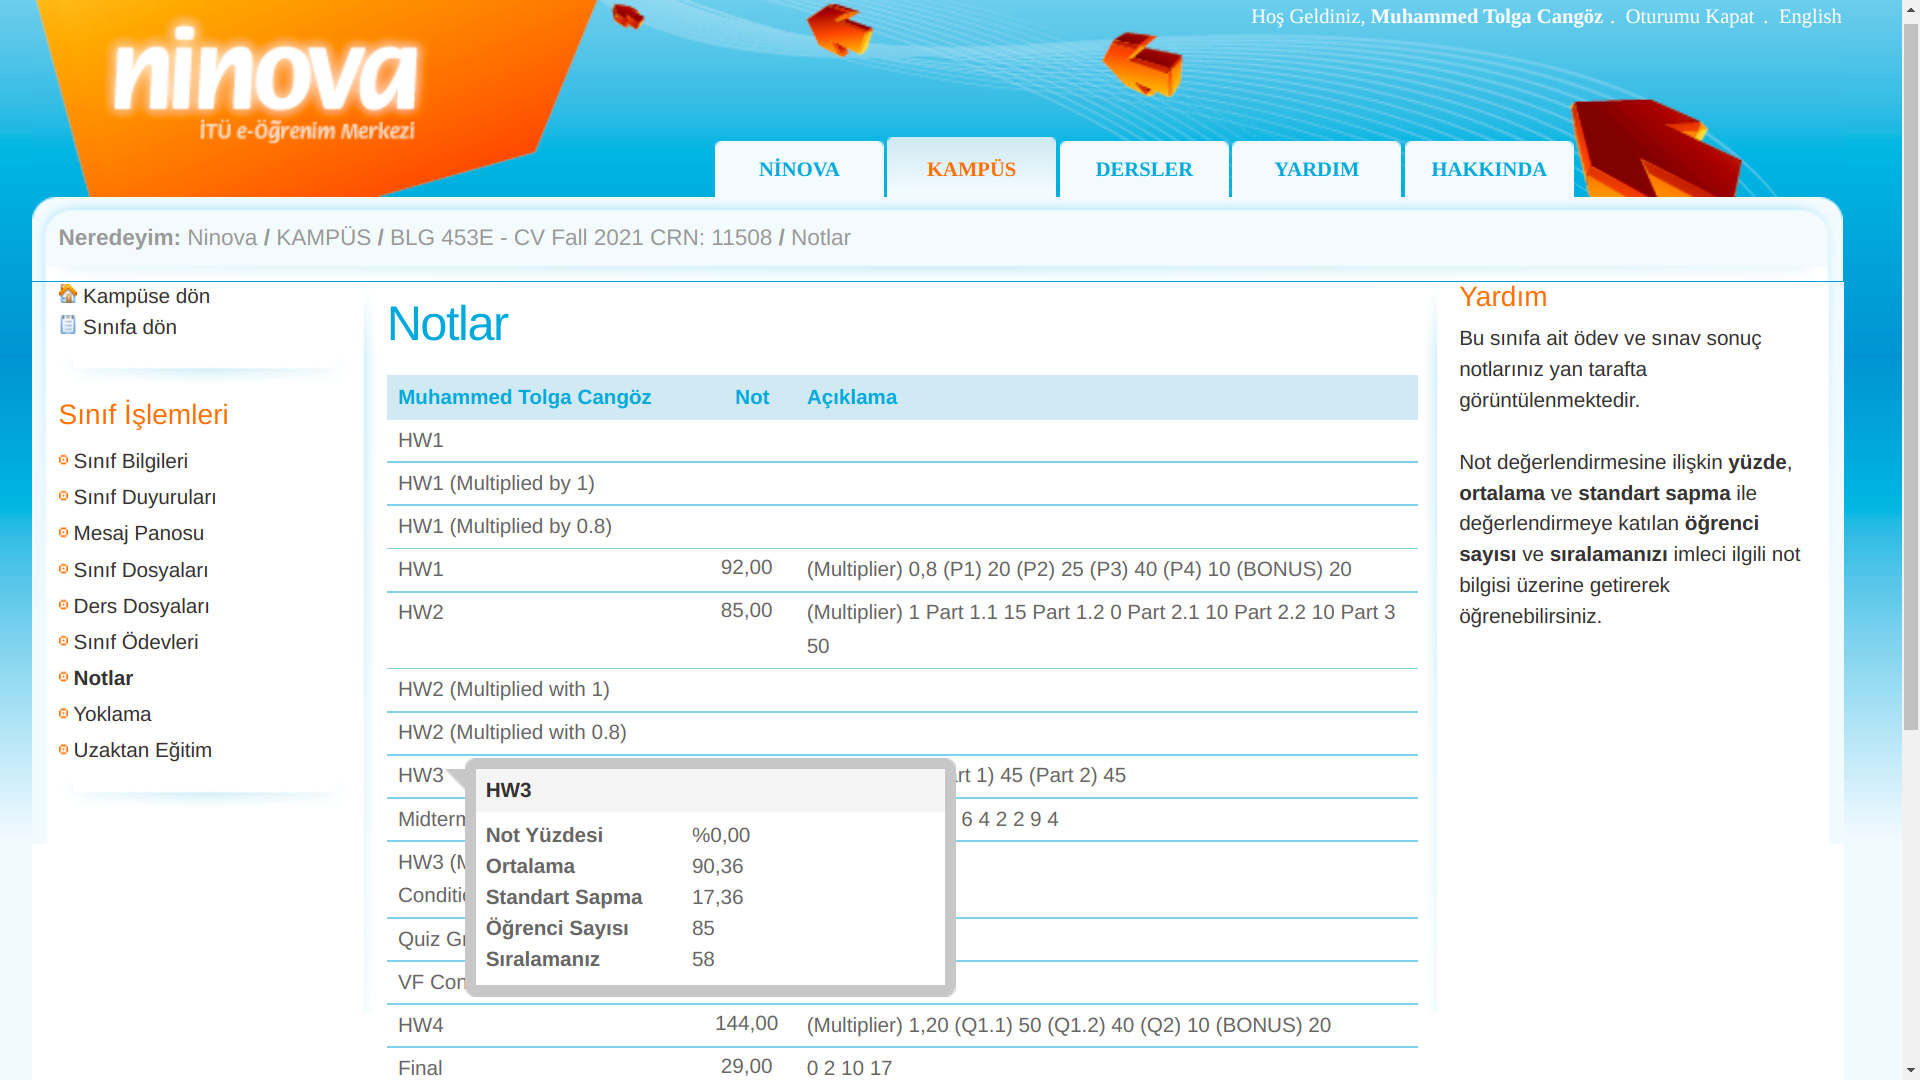 Hoş Geldiniz, Muhammed Tolga Cangöz . Oturumu Kapat . English
ninova
İTÜ e-Öğrenim Merkezi
NİNOVA KAMPÜS DERSLER YARDIM HAKKINDA
Neredeyim: Ninova / KAMPÜS / BLG 453E - CV Fall 2021 CRN: 11508 / Notlar
Kampüse dön
Sınıfa dön
Sınıf İşlemleri
Sınıf Bilgileri
Sınıf Duyuruları
Mesaj Panosu
Sınıf Dosyaları
Ders Dosyaları
Sınıf Ödevleri
Notlar
Yoklama
Uzaktan Eğitim
Notlar
Muhammed Tolga Cangöz Not Açıklama
HW1
HW1 (Multiplied by 1)
HW1 (Multiplied by 0.8)
HW1 92,00 (Multiplier) 0,8 (P1) 20 (P2) 25 (P3) 40 (P4) 10 (BONUS) 20
HW2 85,00 (Multiplier) 1 Part 1.1 15 Part 1.2 0 Part 2.1 10 Part 2.2 10 Part 3
50
HW2 (Multiplied with 1)
HW2 (Multiplied with 0.8)
HW3 1) 45 (Part 2) 45
Midterm 6 4 2 2 9 4
HW3
Quiz
VF
HW3
Not Yüzdesi %0,00
Ortalama 90,36
Standart Sapma 17,36
Öğrenci Sayısı 85
Sıralamanız 58
HW4 144,00 (Multiplier) 1,20 (Q1.1) 50 (Q1.2) 40 (Q2) 10 (BONUS) 20
Final 29,00 0 2 10 17
Yardım
Bu sınıfa ait ödev ve sınav sonuç
notlarınız yan tarafta
görüntülenmektedir.
Not değerlendirmesine ilişkin yüzde,
ortalama ve standart sapma ile
değerlendirmeye katılan öğrenci
sayısı ve sıralamanızı imleci ilgili not
bilgisi üzerine getirerek
öğrenebilirsiniz.